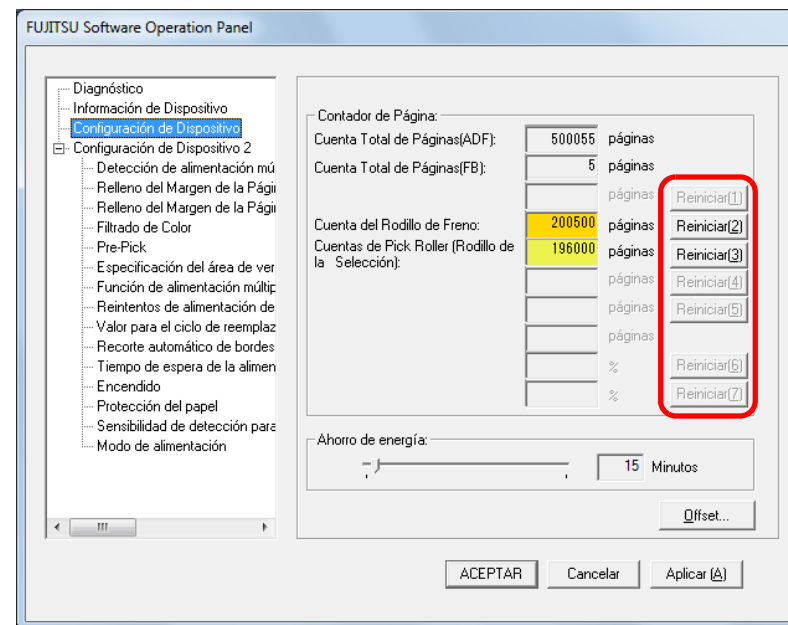 FUJITSU Software Operation Panel
Diagnóstico
Información de Dispositivo
Configuración de Dispositivo
Configuración de Dispositivo 2
Detección de alimentación mú
Relleno del Margen de la Pági
Relleno del Margen de la Pági
Filtrado de Color
Pre-Pick
Especificación del área de ver
Función de alimentación múltip
Reintentos de alimentación de
Valor para el ciclo de reemplaz
Recorte automático de bordes
Tiempo de espera de la alimen
Encendido
Protección del papel
Sensibilidad de detección para
Modo de alimentación
Contador de Página:
Cuenta Total de Páginas(ADF): 500055 páginas
Cuenta Total de Páginas(FB): 5 páginas
páginas Reiniciar(1)
Cuenta del Rodillo de Freno: 200500 páginas Reiniciar(2)
Cuentas de Pick Roller (Rodillo de 196000 páginas Reiniciar(3)
la Selección):
páginas Reiniciar(4)
páginas Reiniciar(5)
páginas
% Reiniciar(6)
% Reiniciar(7)
Ahorro de energía:
15 Minutos
Offset...
ACEPTAR Cancelar Aplicar (A)